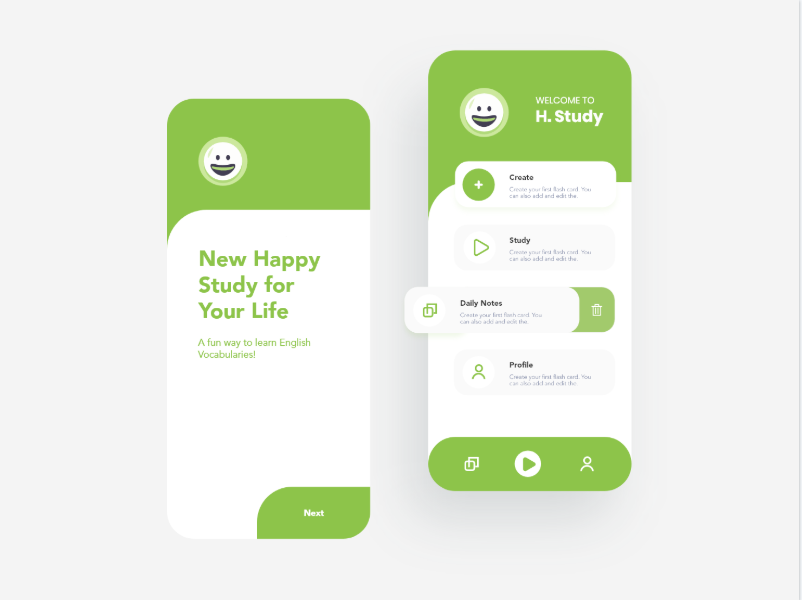 New Happy
Study for
Your Life
A fun way to learn English
Vocabularies!
Next
WELCOME TO
H. Study
Create
Create your first flash card. You
can also add and edit the.
Study
Create your first flash card. You
can also add and edit the.
Daily Notes
Create your first flash card. You
can also add and edit the.
Profile
Create your first flash card. You
can also add and edit the.